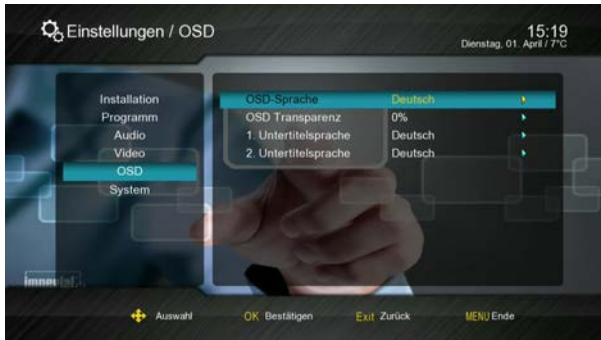 Einstellungen / OSD
15:19
Dienstag, 01. April / 7°C
Installation
Programm
Audio
Video
OSD
System
OSD-Sprache Deutsch
OSD Transparenz 0%
1. Untertitelsprache Deutsch
2. Untertitelsprache Deutsch
Auswahl OK Bestätigen Exit Zurück MENU Ende